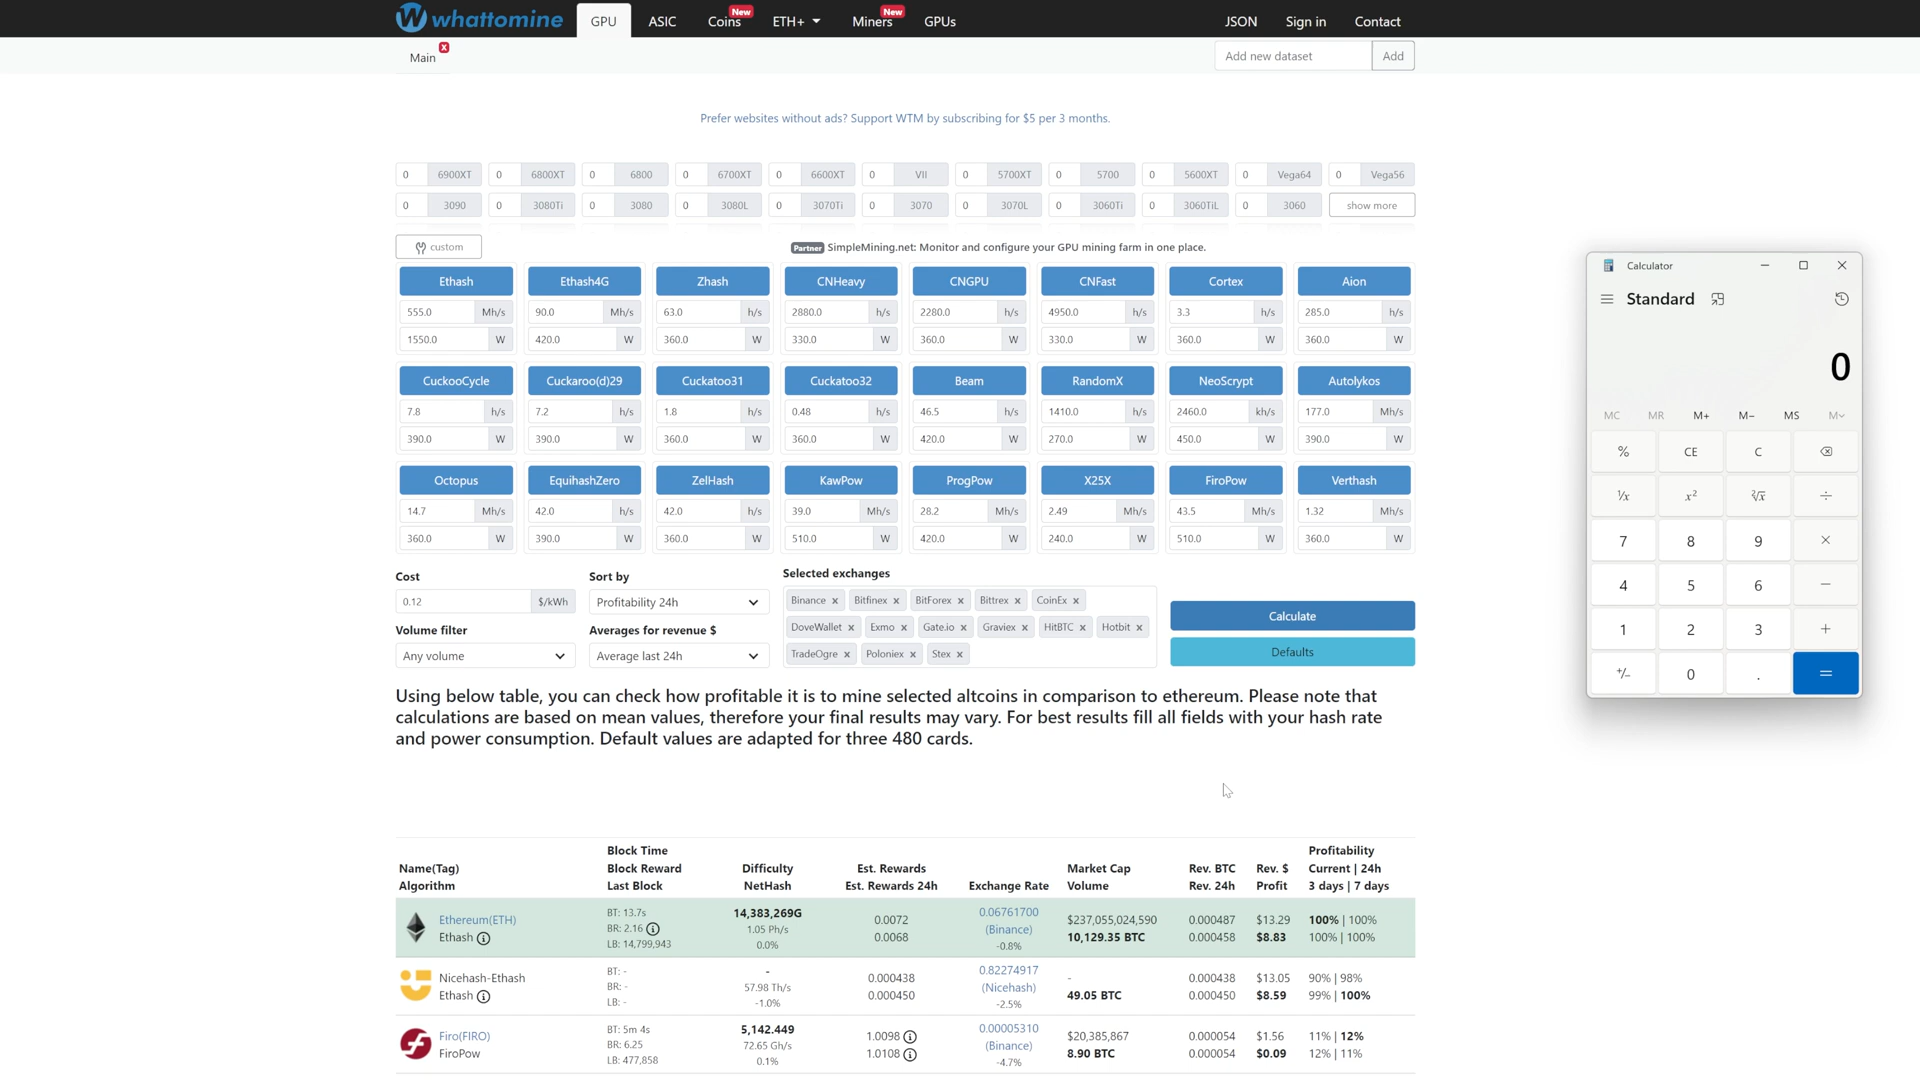 whattomine GPU ASIC Coins New ETH+ Miners New GPUs JSON Sign in Contact
Main x Add new dataset Add
Prefer websites without ads? Support WTM by subscribing for $5 per 3 months.
0 6900XT 0 6800XT 0 6800 0 6700XT 0 6600XT 0 VII 0 5700XT 0 5700 0 5600XT 0 Vega64 0 Vega56
0 3090 0 3080Ti 0 3080 0 3080L 0 3070Ti 0 3070 0 3070L 0 3060Ti 0 3060TiL 0 3060 show more
custom Partner SimpleMining.net: Monitor and configure your GPU mining farm in one place.
Ethash Ethash4G Zhash CNHeavy CNGPU CNFast Cortex Aion
555.0 Mh/s 90.0 Mh/s 63.0 h/s 2880.0 h/s 2280.0 h/s 4950.0 h/s 3.3 h/s 285.0 h/s
1550.0 W 420.0 W 360.0 W 330.0 W 360.0 W 330.0 W 360.0 W 360.0 W
CuckooCycle Cuckaroo(d)29 Cuckatoo31 Cuckatoo32 Beam RandomX NeoScrypt Autolykos
7.8 h/s 7.2 h/s 1.8 h/s 0.48 h/s 46.5 h/s 1410.0 h/s 2460.0 kh/s 177.0 Mh/s
390.0 W 390.0 W 360.0 W 360.0 W 420.0 W 270.0 W 450.0 W 390.0 W
Octopus EquihashZero ZelHash KawPow ProgPow X25X FiroPow Verthash
14.7 Mh/s 42.0 h/s 42.0 h/s 39.0 Mh/s 28.2 Mh/s 2.49 Mh/s 43.5 Mh/s 1.32 Mh/s
360.0 W 390.0 W 360.0 W 510.0 W 420.0 W 240.0 W 510.0 W 360.0 W
Cost Sort by Selected exchanges
0.12 $/kWh Profitability 24h Binance x Bitfinex x BitForex x Bittrex x CoinEx x
Calculate
Volume filter Averages for revenue $ DoveWallet x Exmo x Gate.io x Graviex x HitBTC x Hotbit x
Any volume Average last 24h TradeOgre x Poloniex x Stex x Defaults
Using below table, you can check how profitable it is to mine selected altcoins in comparison to ethereum. Please note that
calculations are based on mean values, therefore your final results may vary. For best results fill all fields with your hash rate
and power consumption. Default values are adapted for three 480 cards.
Block Time Profitability
Name(Tag) Block Reward Difficulty Est. Rewards Market Cap Rev. BTC Rev. $ Current | 24h
Algorithm Last Block NetHash Est. Rewards 24h Exchange Rate Volume Rev. 24h Profit 3 days | 7 days
BT: 13.7s 14,383,269G 0.06761700
Ethereum(ETH) BR: 2.16 1.05 Ph/s 0.0072 (Binance) $237,055,024,590 0.000487 $13.29 100% | 100%
Ethash LB: 14,799,943 0.0% 0.0068 -0.8% 10,129.35 BTC 0.000458 $8.83 100% | 100%
BT: - - 0.82274917
Nicehash-Ethash BR: - 57.98 Th/s 0.000438 (Nicehash) - 0.000438 $13.05 90% | 98%
Ethash LB: - -1.0% 0.000450 -2.5% 49.05 BTC 0.000450 $8.59 99% | 100%
BT: 5m 4s 5,142.449 0.00005310
Firo(FIRO) BR: 6.25 72.65 Gh/s 1.0098 (Binance) $20,385,867 0.000054 $1.56 11% | 12%
FiroPow LB: 477,858 0.1% 1.0108 -4.7% 8.90 BTC 0.000054 $0.09 12% | 11%
Calculator
Standard
0
MC MR M+ M− MS M
% CE C
¹/x x² ²√x ÷
7 8 9 ×
4 5 6 −
1 2 3 +
+/− 0 . =